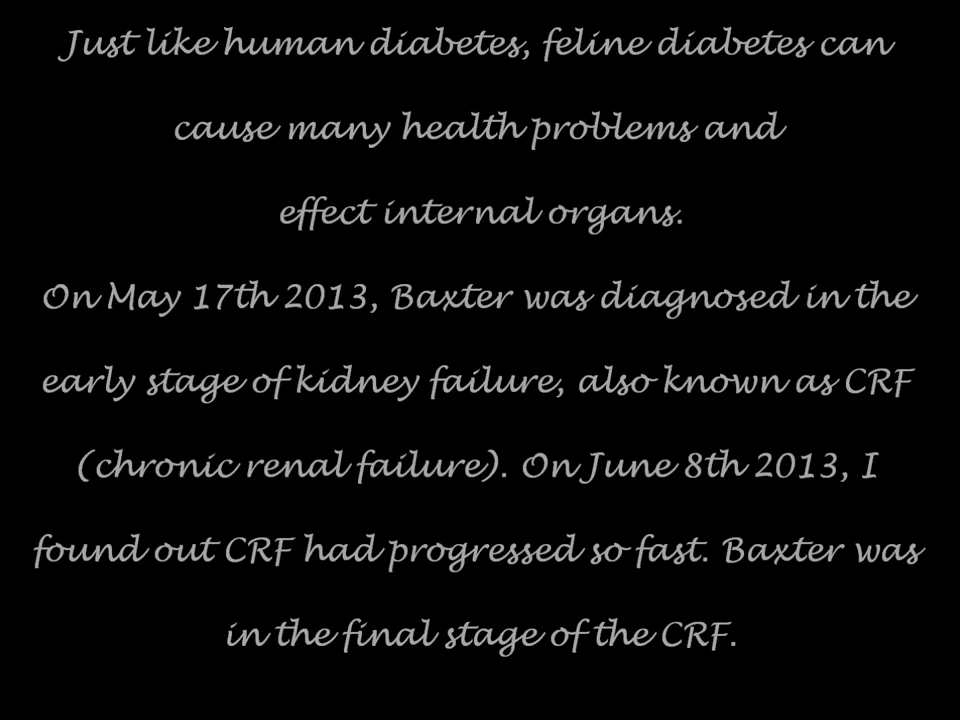 Just like human diabetes, feline diabetes can
cause many health problems and
effect internal organs.
On May 17th 2013, Baxter was diagnosed in the
early stage of kidney failure, also known as CRF
(chronic renal failure). On June 8th 2013, I
found out CRF had progressed so fast. Baxter was
in the final stage of the CRF.